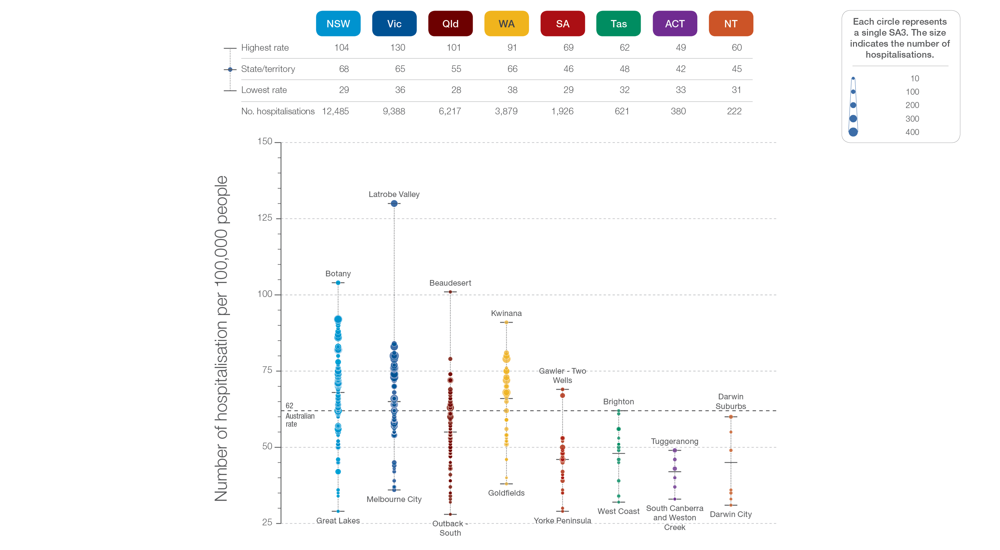 NSW Vic Qld WA SA Tas ACT NT
Highest rate 104 130 101 91 69 62 49 60
State/territory 68 65 55 66 46 48 42 45
Lowest rate 29 36 28 38 29 32 33 31
No. hospitalisations 12,485 9,388 6,217 3,879 1,926 621 380 222
Each circle represents
a single SA3. The size
indicates the number of
hospitalisations.
10
100
200
300
400
Number of hospitalisation per 100,000 people
150
125
100
75
50
25
62
Australian
rate
Botany
Great Lakes
Latrobe Valley
Melbourne City
Beaudesert
Outback -
South
Kwinana
Goldfields
Gawler - Two
Wells
Yorke Peninsula
Brighton
West Coast
Tuggeranong
South Canberra
and Weston
Creek
Darwin
Suburbs
Darwin City